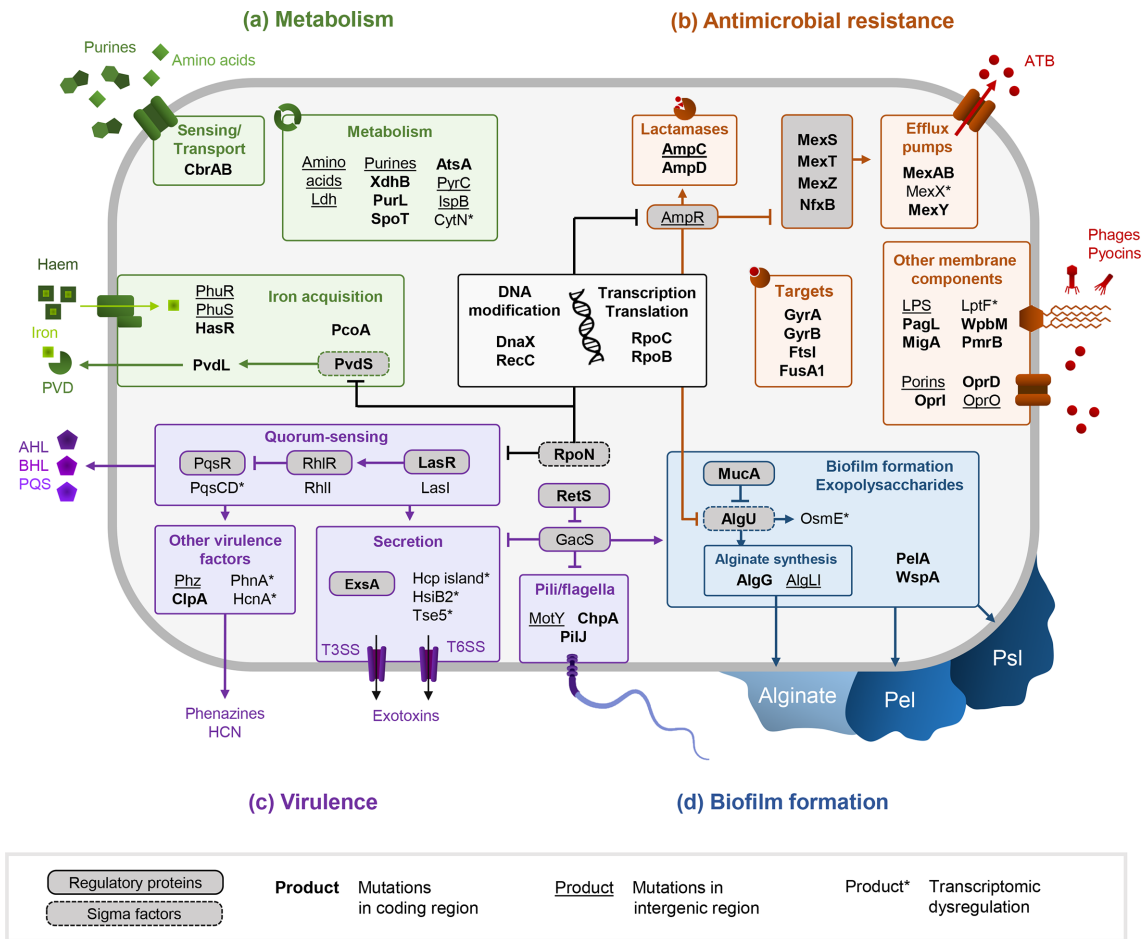 (a) Metabolism
(b) Antimicrobial resistance
Purines
Amino acids
ATB
Sensing/
Transport
CbrAB
Metabolism
Amino
acids
Ldh
Purines
XdhB
PurL
SpoT
AtsA
PyrC
IspB
CytN*
Lactamases
AmpC
AmpD
AmpR
MexS
MexT
MexZ
NfxB
Efflux
pumps
MexAB
MexX*
MexY
Phages
Pyocins
Haem
Iron
PVD
PhuR
PhuS
HasR
Iron acquisition
PcoA
PvdL
PvdS
DNA
modification
DnaX
RecC
Transcription
Translation
RpoC
RpoB
Targets
GyrA
GyrB
FtsI
FusA1
Other membrane
components
LPS
PagL
MigA
LptF*
WpbM
PmrB
Porins
OprI
OprD
OprO
AHL
BHL
PQS
Quorum-sensing
PqsR
RhlR
LasR
PqsCD*
RhlI
LasI
RpoN
RetS
GacS
MucA
Biofilm formation
Exopolysaccharides
AlgU
OsmE*
Alginate synthesis
AlgG
AlgLI
PelA
WspA
Other virulence
factors
Phz
ClpA
PhnA*
HcnA*
Secretion
ExsA
Hcp island*
HsiB2*
Tse5*
T3SS
T6SS
Pili/flagella
MotY
ChpA
PilJ
Phenazines
HCN
Exotoxins
Alginate
Pel
Psl
(c) Virulence
(d) Biofilm formation
Regulatory proteins
Sigma factors
Product
Mutations
in coding region
Product
Mutations in
intergenic region
Product*
Transcriptomic
dysregulation